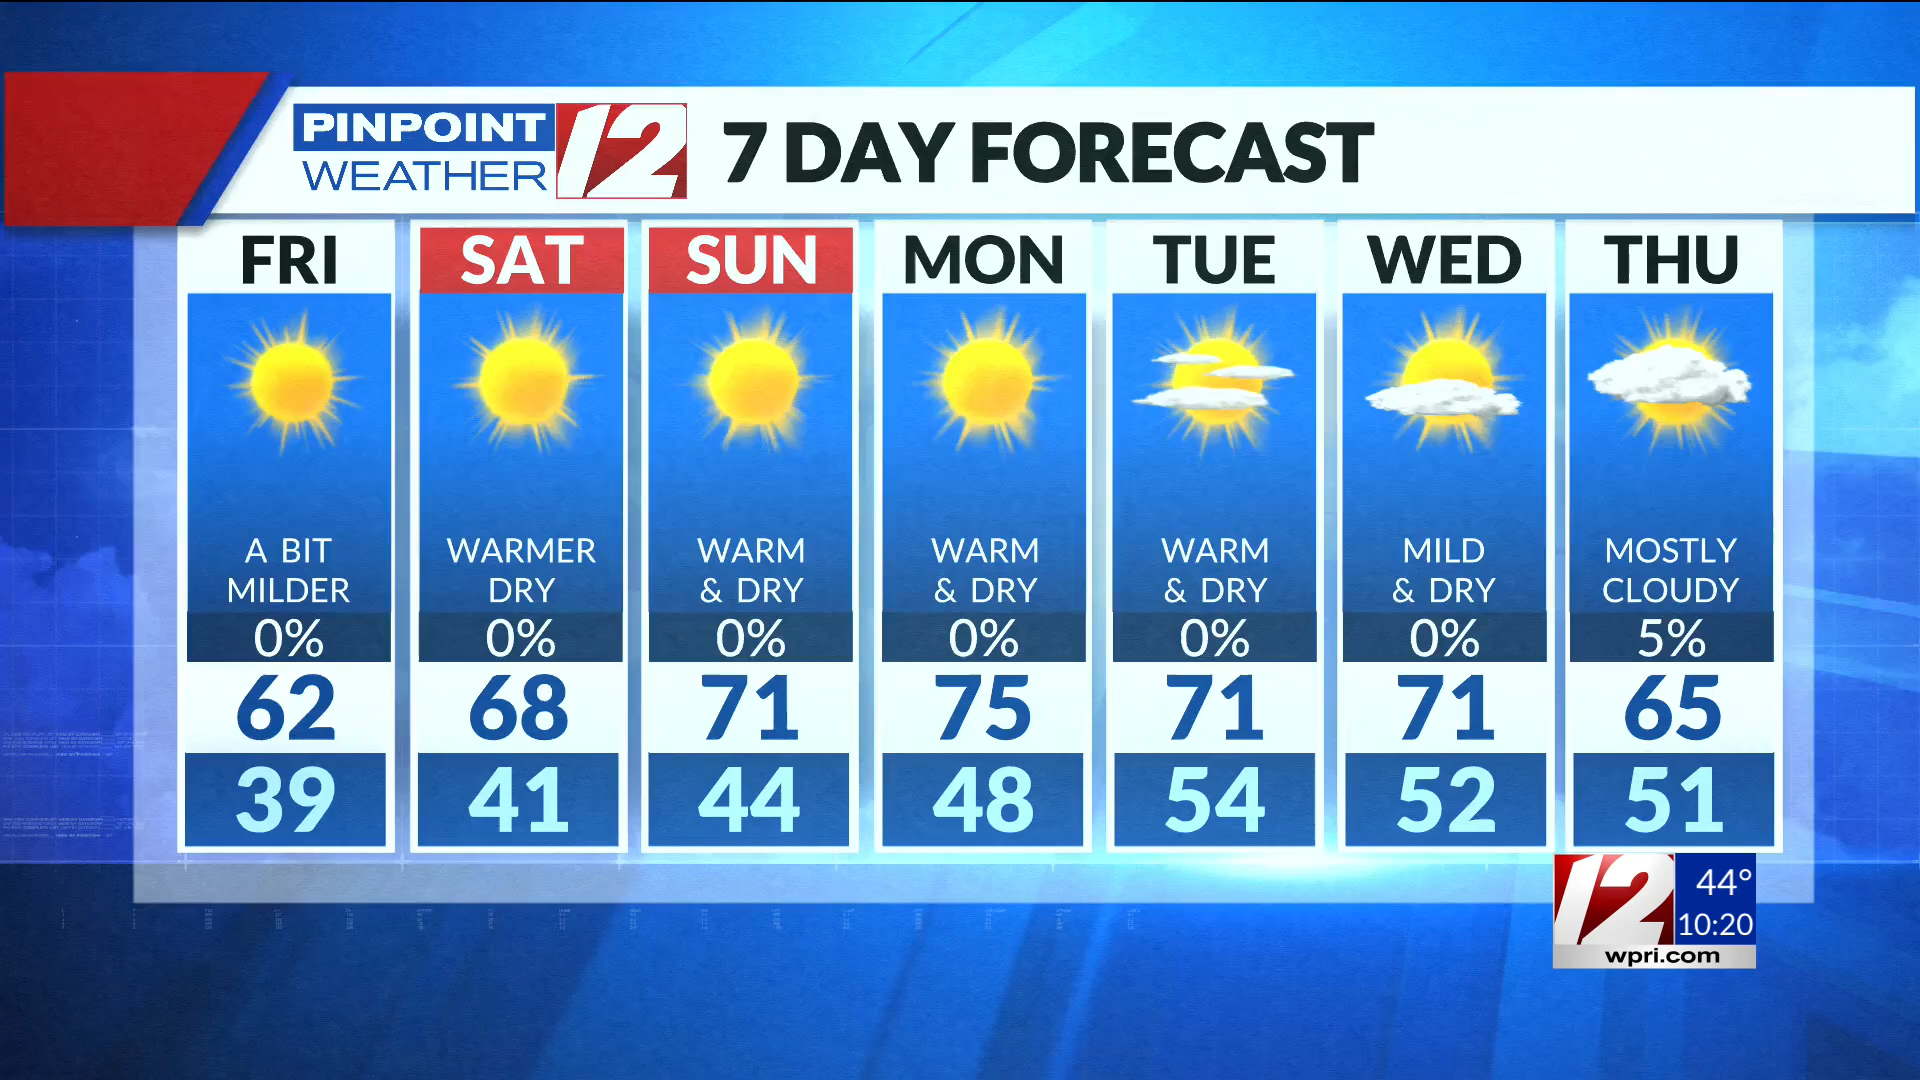 PINPOINT
WEATHER
12
7 DAY FORECAST
FRI
SAT
SUN
MON
TUE
WED
THU
A BIT
MILDER
WARMER
DRY
WARM
& DRY
WARM
& DRY
WARM
& DRY
MILD
& DRY
MOSTLY
CLOUDY
0%
0%
0%
0%
0%
0%
5%
62
68
71
75
71
71
65
39
41
44
48
54
52
51
12
44°
10:20
wpri.com